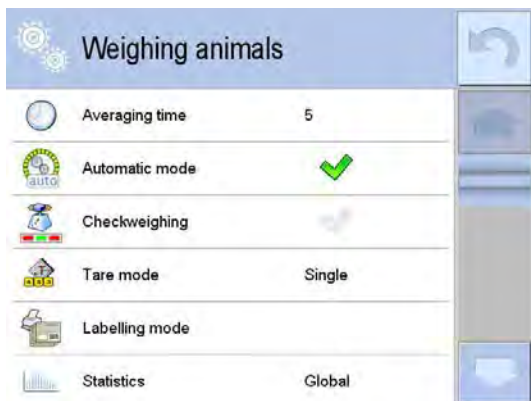 Weighing animals
Averaging time 5
Automatic mode
auto
Checkweighing
Tare mode Single
Labelling mode
Statistics Global